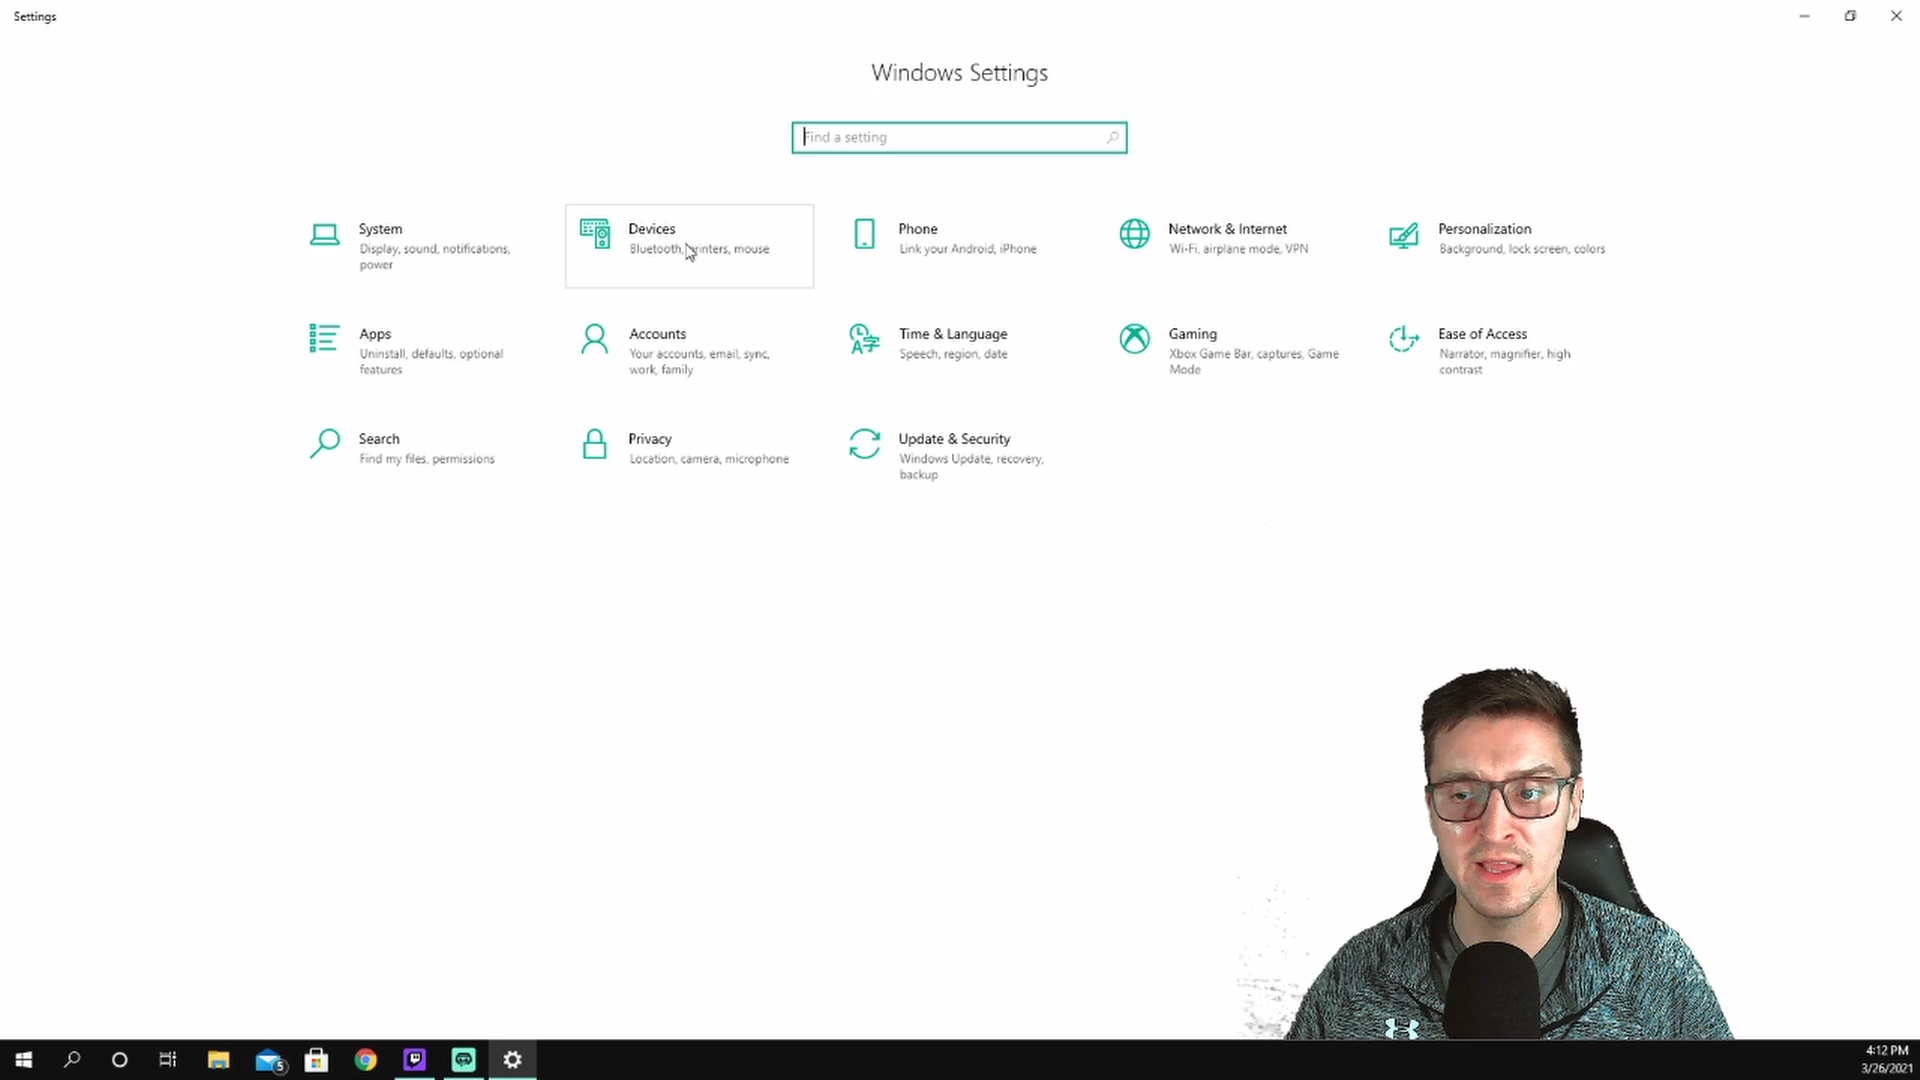 Settings
Windows Settings
Find a setting
System
Display, sound, notifications,
power
Devices
Bluetooth, printers, mouse
Phone
Link your Android, iPhone
Network & Internet
Wi-Fi, airplane mode, VPN
Personalization
Background, lock screen, colors
Apps
Uninstall, defaults, optional
features
Accounts
Your accounts, email, sync,
work, family
Time & Language
Speech, region, date
Gaming
Xbox Game Bar, captures, Game
Mode
Ease of Access
Narrator, magnifier, high
contrast
Search
Find my files, permissions
Privacy
Location, camera, microphone
Update & Security
Windows Update, recovery,
backup
5
4:12 PM
3/26/2021